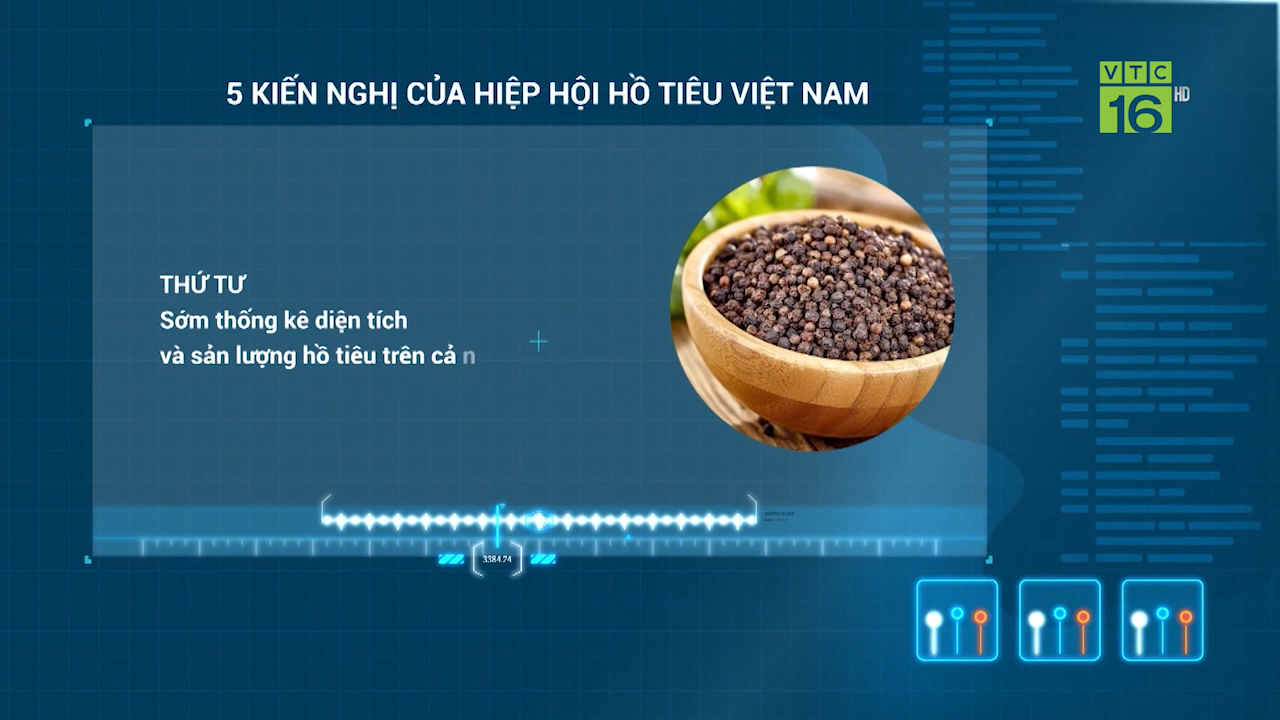 5 KIẾN NGHỊ CỦA HIỆP HỘI HỒ TIÊU VIỆT NAM
VTC
16 HD
THỨ TƯ
Sớm thống kê diện tích
và sản lượng hồ tiêu trên cả n
3384.74